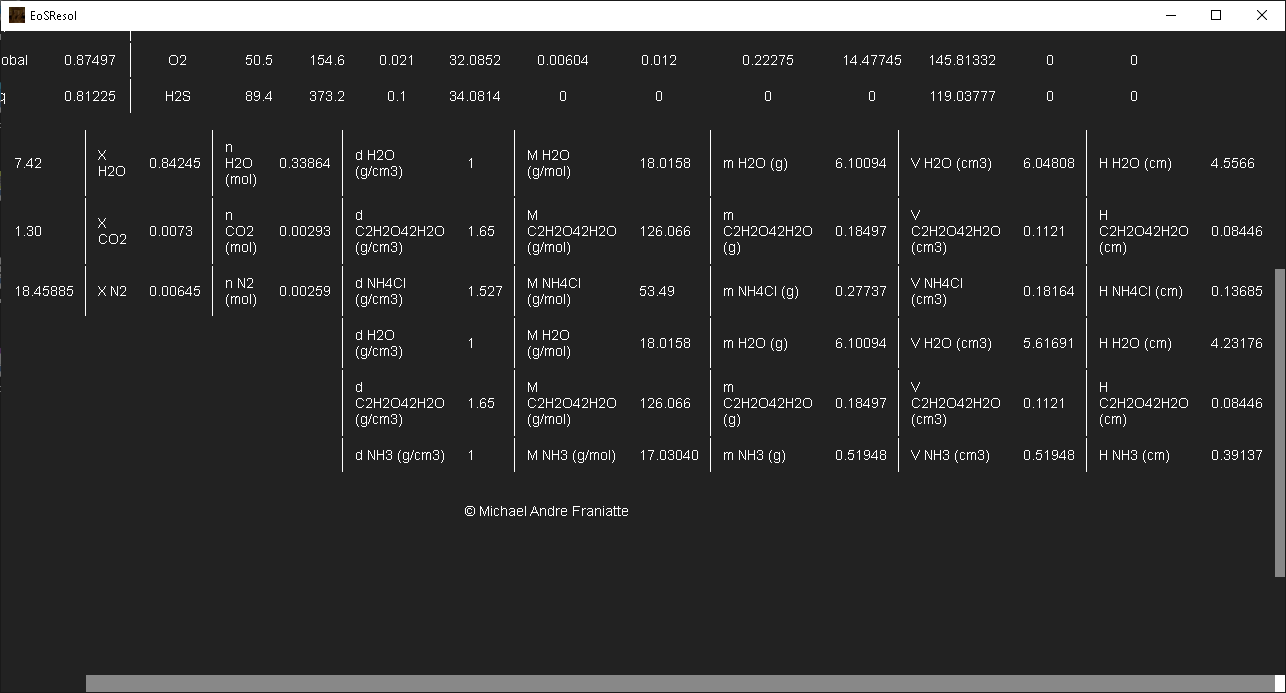 EoSResol
obal 0.87497 O2 50.5 154.6 0.021 32.0852 0.00604 0.012 0.22275 14.47745 145.81332 0 0
q 0.81225 H2S 89.4 373.2 0.1 34.0814 0 0 0 0 119.03777 0 0
7.42 X H2O 0.84245 n H2O (mol) 0.33864 d H2O (g/cm3) 1 M H2O (g/mol) 18.0158 m H2O (g) 6.10094 V H2O (cm3) 6.04808 H H2O (cm) 4.5566
1.30 X CO2 0.0073 n CO2 (mol) 0.00293 d C2H2O42H2O (g/cm3) 1.65 M C2H2O42H2O (g/mol) 126.066 m C2H2O42H2O (g) 0.18497 V C2H2O42H2O (cm3) 0.1121 H C2H2O42H2O (cm) 0.08446
18.45885 X N2 0.00645 n N2 (mol) 0.00259 d NH4Cl (g/cm3) 1.527 M NH4Cl (g/mol) 53.49 m NH4Cl (g) 0.27737 V NH4Cl (cm3) 0.18164 H NH4Cl (cm) 0.13685
d H2O (g/cm3) 1 M H2O (g/mol) 18.0158 m H2O (g) 6.10094 V H2O (cm3) 5.61691 H H2O (cm) 4.23176
d C2H2O42H2O (g/cm3) 1.65 M C2H2O42H2O (g/mol) 126.066 m C2H2O42H2O (g) 0.18497 V C2H2O42H2O (cm3) 0.1121 H C2H2O42H2O (cm) 0.08446
d NH3 (g/cm3) 1 M NH3 (g/mol) 17.03040 m NH3 (g) 0.51948 V NH3 (cm3) 0.51948 H NH3 (cm) 0.39137
© Michael Andre Franiatte